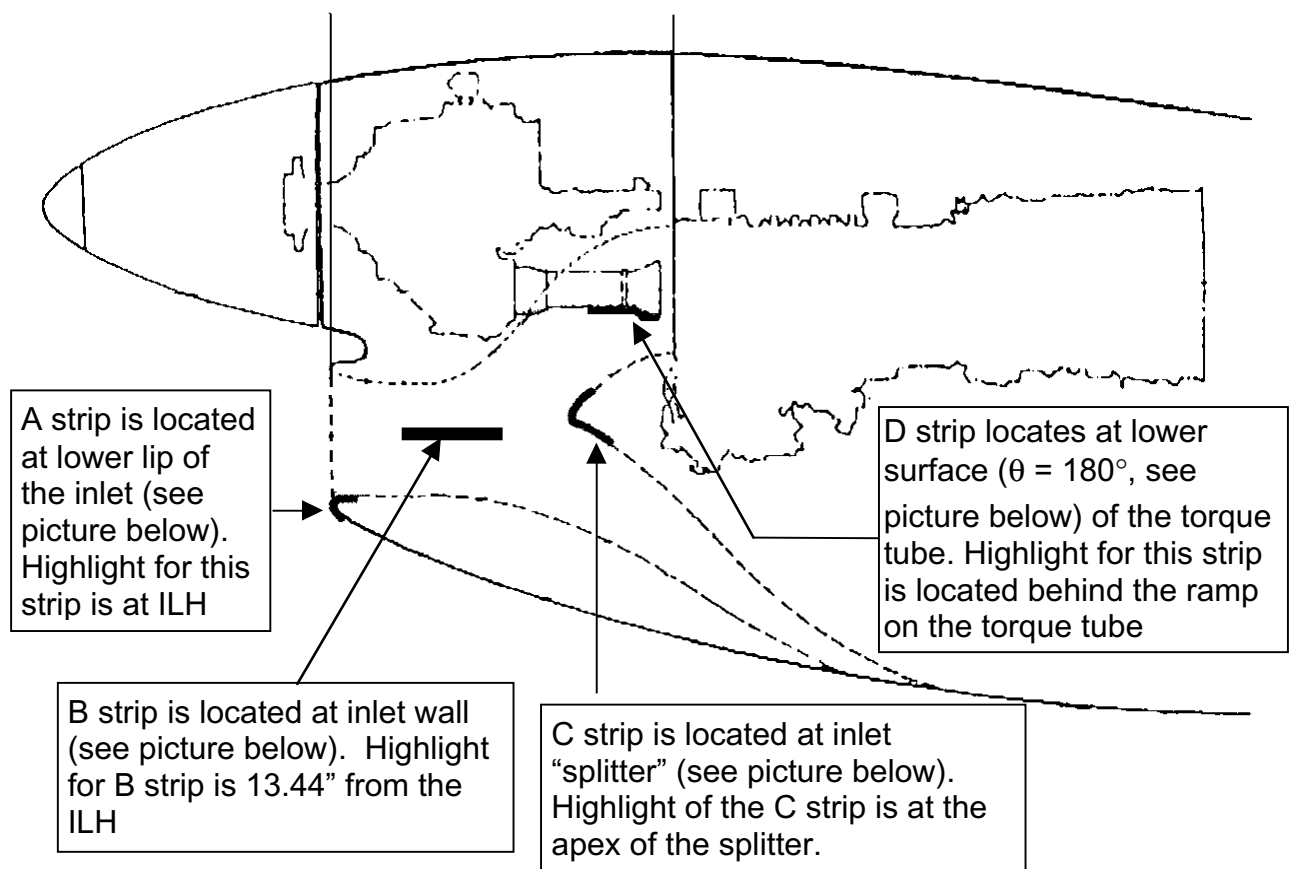 A strip is located
at lower lip of
the inlet (see
picture below).
Highlight for this
strip is at ILH
D strip locates at lower
surface (θ = 180°, see
picture below) of the torque
tube. Highlight for this strip
is located behind the ramp
on the torque tube
B strip is located at inlet wall
(see picture below).  Highlight
for B strip is 13.44” from the
ILH
C strip is located at inlet
“splitter” (see picture below).
Highlight of the C strip is at the
apex of the splitter.